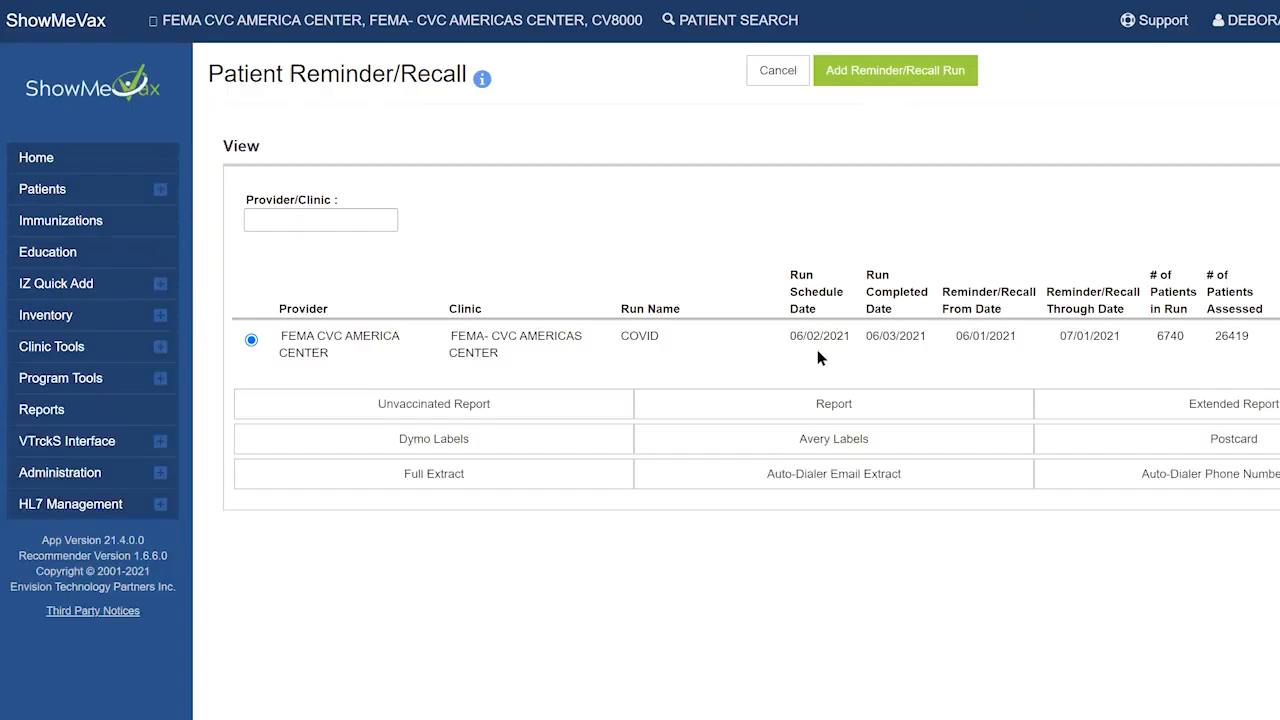 ShowMeVax
FEMA CVC AMERICA CENTER, FEMA- CVC AMERICAS CENTER, CV8000
PATIENT SEARCH
Support
DEBORA
ShowMeVax
Home
Patients
Immunizations
Education
IZ Quick Add
Inventory
Clinic Tools
Program Tools
Reports
VTrckS Interface
Administration
HL7 Management
App Version 21.4.0.0
Recommender Version 1.6.6.0
Copyright © 2001-2021
Envision Technology Partners Inc.
Third Party Notices
Patient Reminder/Recall
Cancel
Add Reminder/Recall Run
View
Provider/Clinic :
Provider
Clinic
Run Name
Run
Schedule
Date
Run
Completed
Date
Reminder/Recall
From Date
Reminder/Recall
Through Date
# of
Patients
in Run
# of
Patients
Assessed
FEMA CVC AMERICA
CENTER
FEMA- CVC AMERICAS
CENTER
COVID
06/02/2021
06/03/2021
06/01/2021
07/01/2021
6740
26419
Unvaccinated Report
Report
Extended Report
Dymo Labels
Avery Labels
Postcard
Full Extract
Auto-Dialer Email Extract
Auto-Dialer Phone Numbe